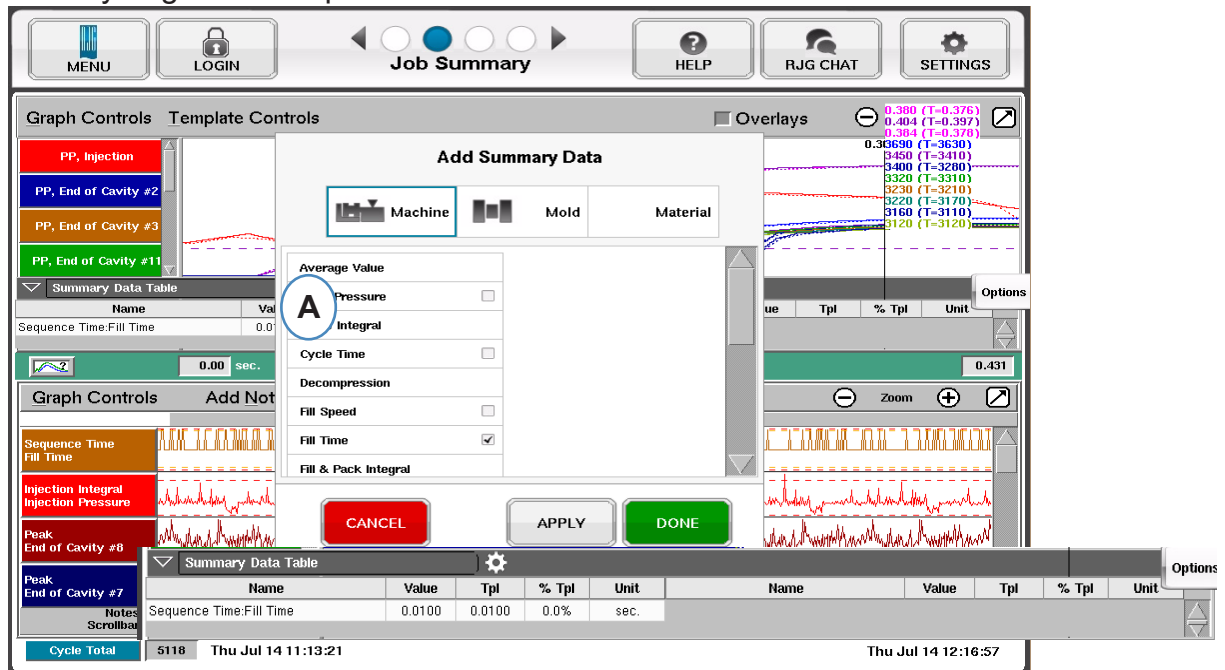 MENU
LOGIN
Job Summary
HELP
RJG CHAT
SETTINGS
Graph Controls Template Controls
Overlays
0.380 (T=0.376)
0.404 (T=0.397)
0.384 (T=0.378)
3690 (T=3630)
3450 (T=3410)
3400 (T=3280)
3320 (T=3310)
3230 (T=3210)
3220 (T=3170)
3160 (T=3110)
3120 (T=3120)
PP, Injection
PP, End of Cavity #2
PP, End of Cavity #3
PP, End of Cavity #11
Add Summary Data
Machine Mold Material
Average Value
A
Pressure
Integral
Cycle Time
Decompression
Fill Speed
Fill Time
Fill & Pack Integral
CANCEL APPLY DONE
Summary Data Table
Options
Name Tpl % Tpl Unit
Sequence Time:Fill Time
0.00 sec. 0.431
Graph Controls Add
Zoom
Sequence Time
Fill Time
Injection Integral
Injection Pressure
Peak
End of Cavity #8
Peak
End of Cavity #7
Notes
Summary Data Table
Options
Name Value Tpl % Tpl Unit Name Value Tpl % Tpl Unit
Sequence Time:Fill Time 0.0100 0.0100 0.0% sec.
Cycle Total 5118 Thu Jul 14 11:13:21 Thu Jul 14 12:16:57